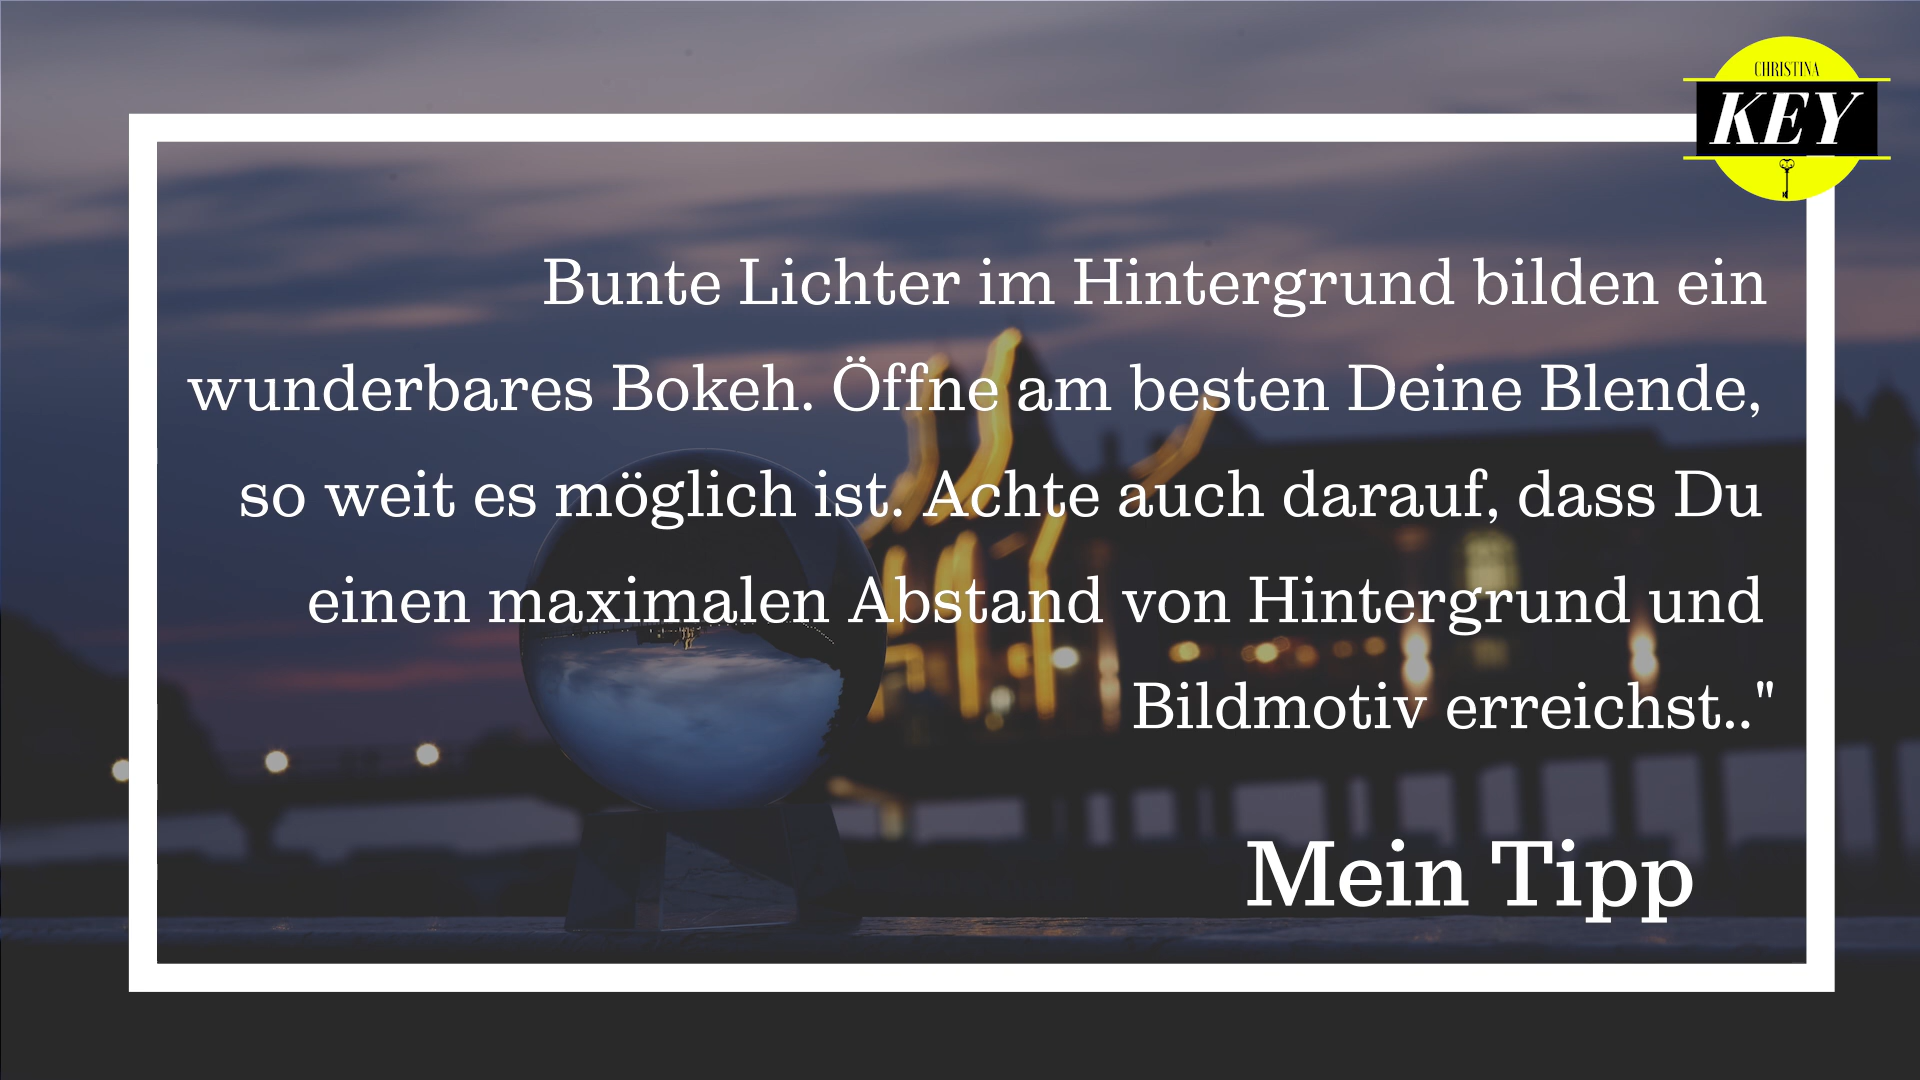 CHRISTINA
KEY
Bunte Lichter im Hintergrund bilden ein
wunderbares Bokeh. Öffne am besten Deine Blende,
so weit es möglich ist. Achte auch darauf, dass Du
einen maximalen Abstand von Hintergrund und
Bildmotiv erreichst.."
Mein Tipp